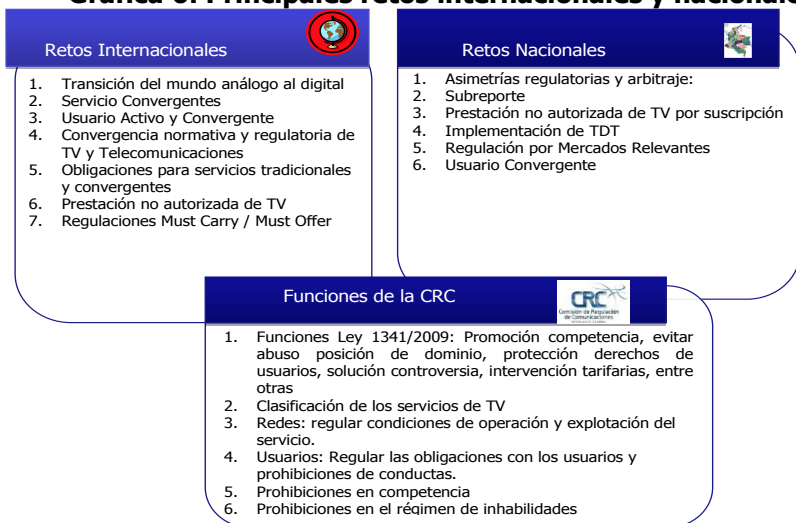 Gráfica 6. Principales retos internacionales y nacionale
Retos Internacionales
1. Transición del mundo análogo al digital
2. Servicio Convergentes
3. Usuario Activo y Convergente
4. Convergencia normativa y regulatoria de
TV y Telecomunicaciones
5. Obligaciones para servicios tradicionales
y convergentes
6. Prestación no autorizada de TV
7. Regulaciones Must Carry / Must Offer
Retos Nacionales
1. Asimetrías regulatorias y arbitraje:
2. Subreporte
3. Prestación no autorizada de TV por suscripción
4. Implementación de TDT
5. Regulación por Mercados Relevantes
6. Usuario Convergente
Funciones de la CRC
CRC
Comisión de Regulación
de Comunicaciones
1. Funciones Ley 1341/2009: Promoción competencia, evitar
abuso posición de dominio, protección derechos de
usuarios, solución controversia, intervención tarifarias, entre
otras
2. Clasificación de los servicios de TV
3. Redes: regular condiciones de operación y explotación del
servicio.
4. Usuarios: Regular las obligaciones con los usuarios y
prohibiciones de conductas.
5. Prohibiciones en competencia
6. Prohibiciones en el régimen de inhabilidades